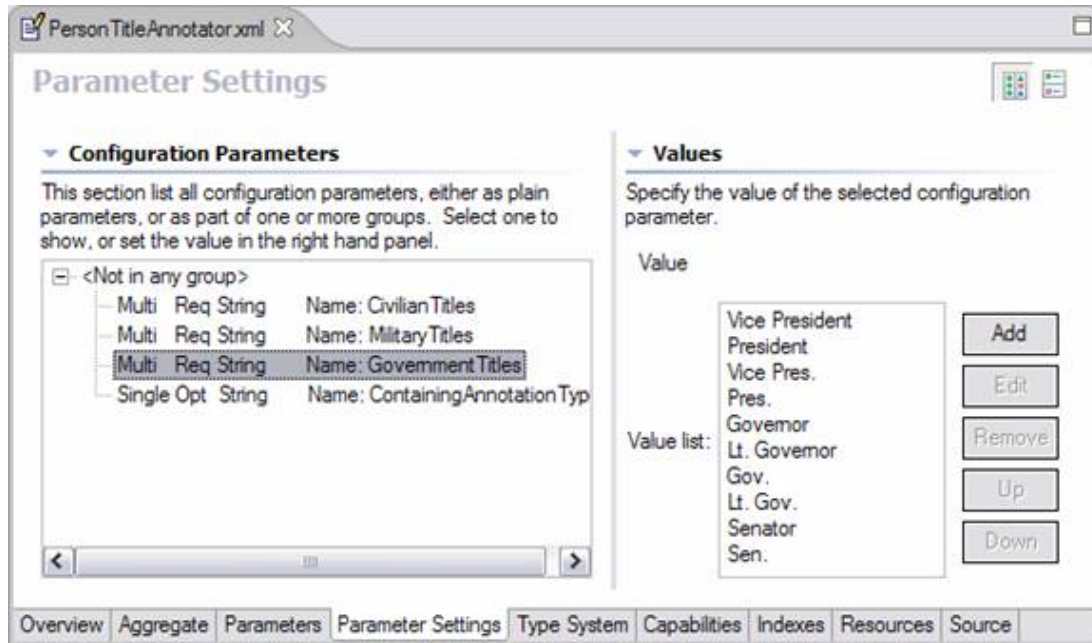 PersonTitleAnnotator.xml
Parameter Settings
Configuration Parameters
This section list all configuration parameters, either as plain
parameters, or as part of one or more groups. Select one to
show, or set the value in the right hand panel.
<Not in any group>
Multi Req String Name: CivilianTitles
Multi Req String Name: MilitaryTitles
Multi Req String Name: GovernmentTitles
Single Opt String Name: ContainingAnnotationTyp
Values
Specify the value of the selected configuration
parameter.
Value
Value list:
Vice President
President
Vice Pres.
Pres.
Governor
Lt. Governor
Gov.
Lt. Gov.
Senator
Sen.
Add
Edit
Remove
Up
Down
Overview Aggregate Parameters Parameter Settings Type System Capabilities Indexes Resources Source